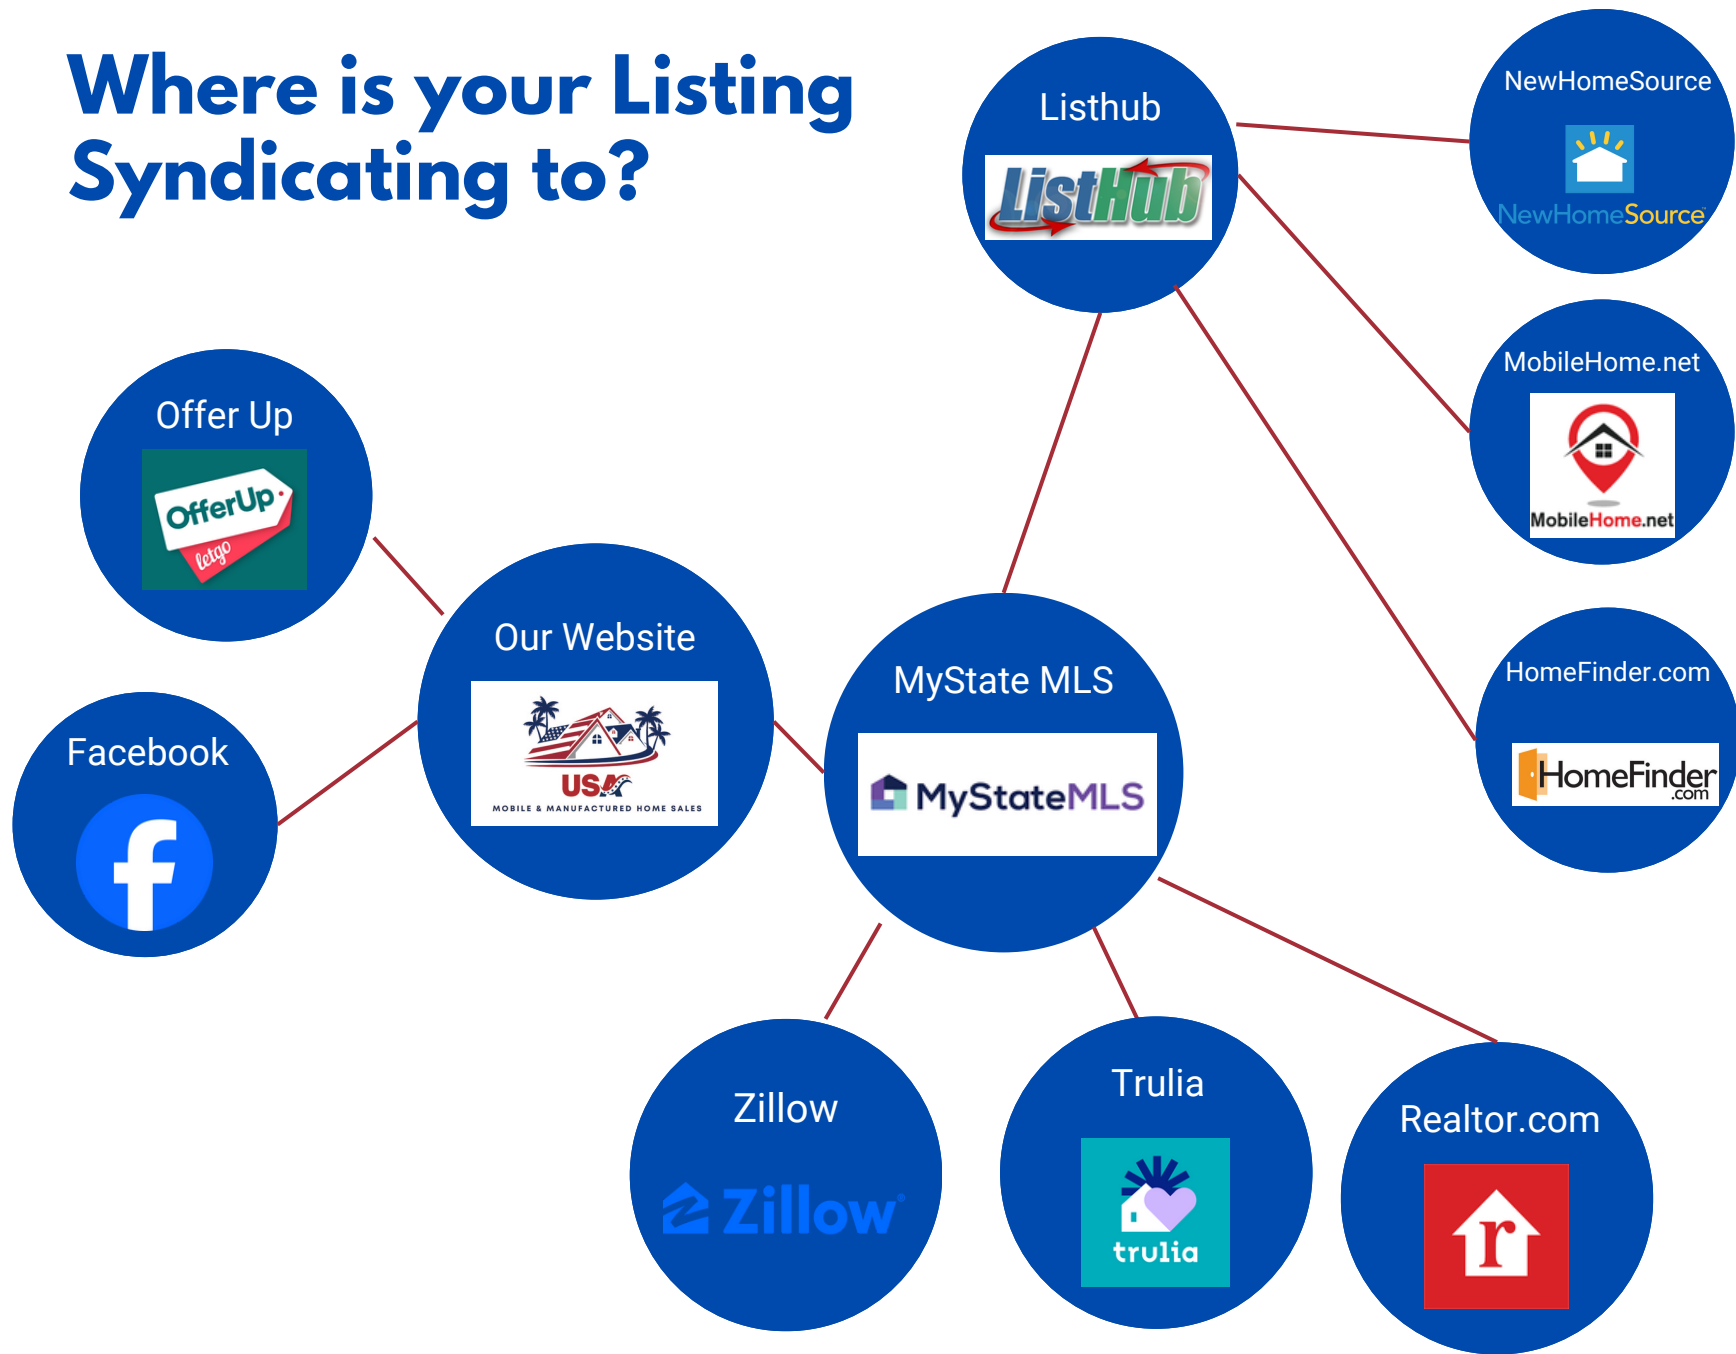 Where is your Listing
Syndicating to?
Listhub
ListHub
NewHomeSource
NewHomeSource
MobileHome.net
MobileHome.net
HomeFinder.com
HomeFinder
.com
Offer Up
OfferUp
letgo
Our Website
USA
MOBILE & MANUFACTURED HOME SALES
Facebook
f
MyState MLS
MyStateMLS
Zillow
Zillow®
Trulia
trulia
Realtor.com
r